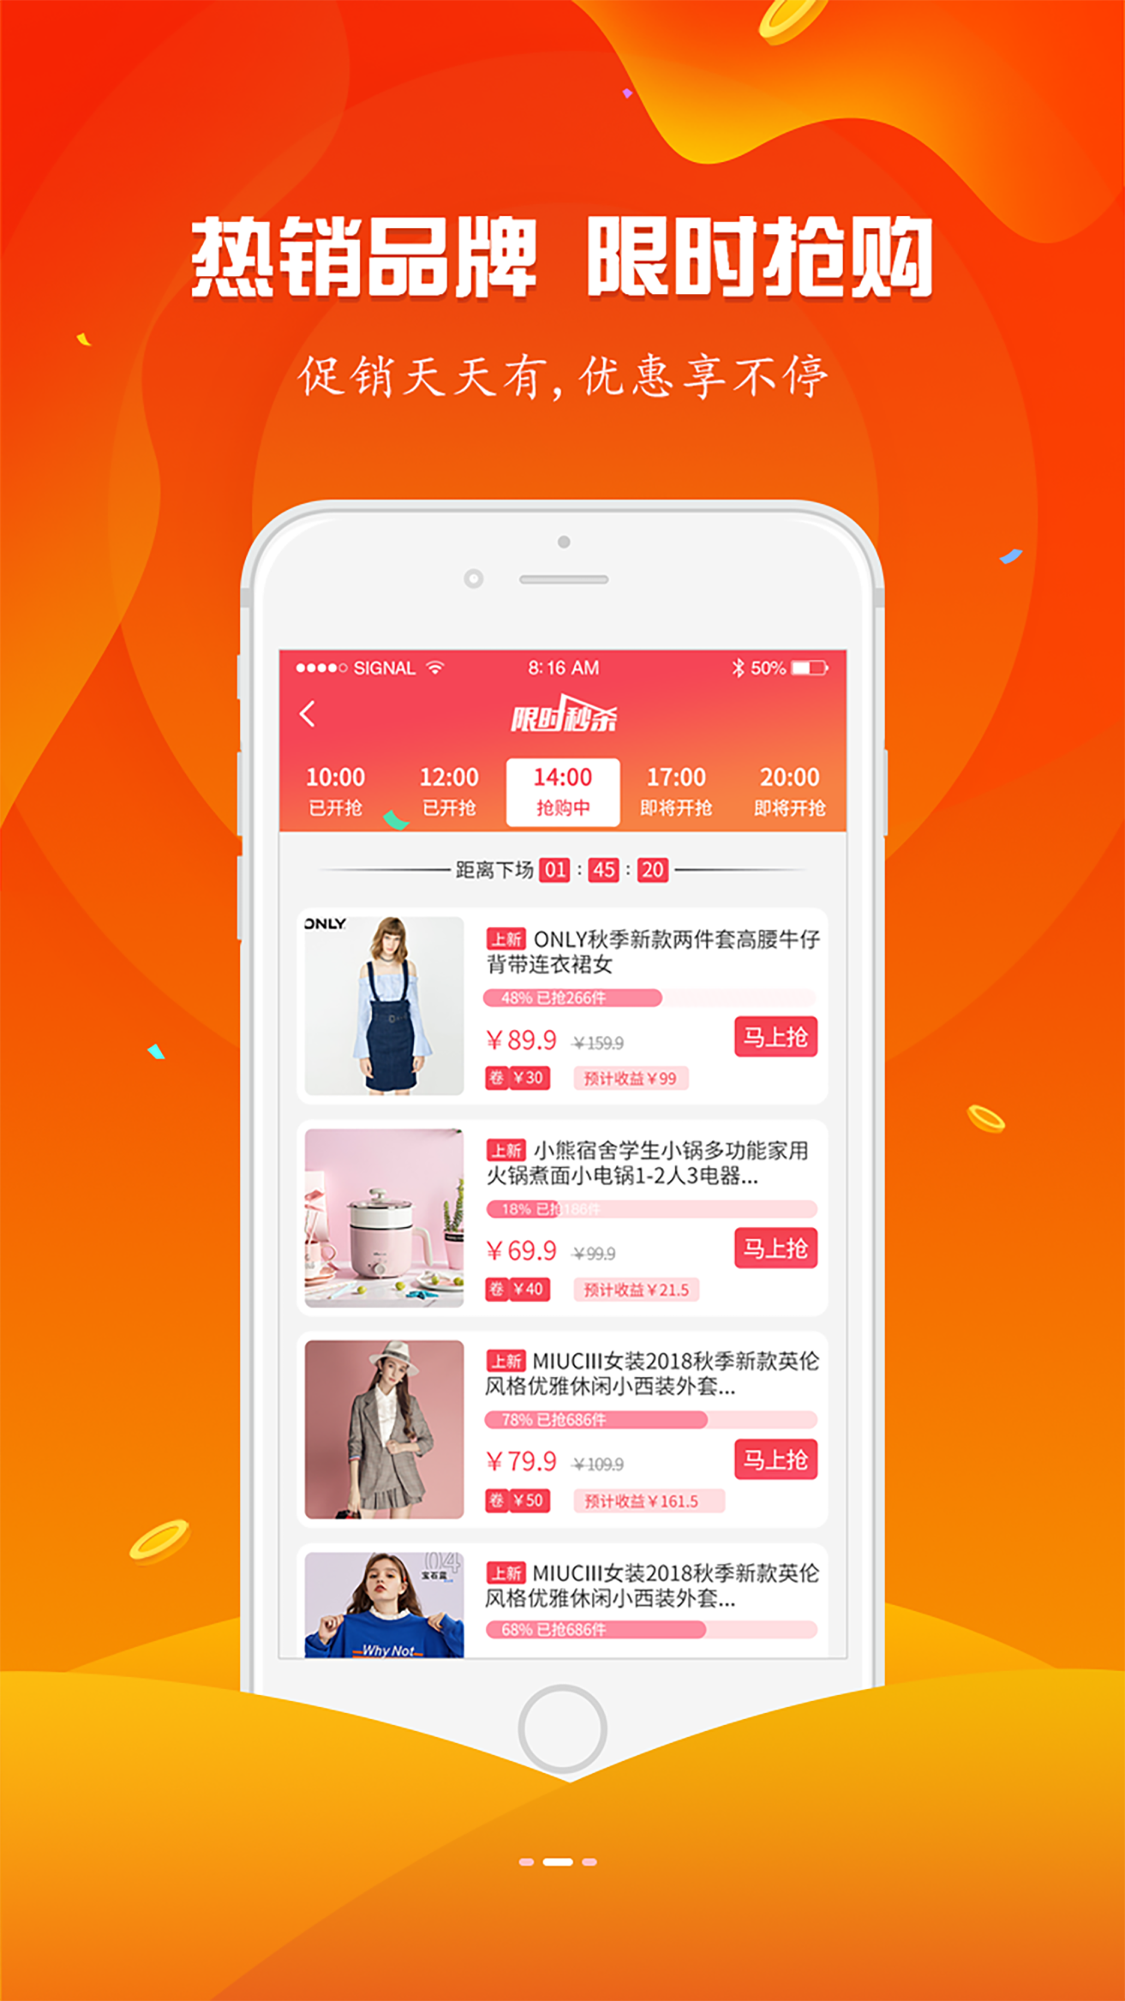 热销品牌 限时抢购
促销天天有,优惠享不停
SIGNAL 8:16 AM 50%
限时秒杀
10:00 12:00 14:00 17:00 20:00
已开抢 已开抢 抢购中 即将开抢 即将开抢
距离下场 01 : 45 : 20
ONLY
上新 ONLY秋季新款两件套高腰牛仔
背带连衣裙女
48% 已抢266件
¥89.9 ¥159.9 马上抢
卷 ¥30 预计收益¥99
上新 小熊宿舍学生小锅多功能家用
火锅煮面小电锅1-2人3电器...
18% 已抢186件
¥69.9 ¥99.9 马上抢
卷 ¥40 预计收益¥21.5
上新 MIUCIII女装2018秋季新款英伦
风格优雅休闲小西装外套...
78% 已抢686件
¥79.9 ¥109.9 马上抢
卷 ¥50 预计收益¥161.5
04
宝石蓝
Why Not
上新 MIUCIII女装2018秋季新款英伦
风格优雅休闲小西装外套...
68% 已抢686件